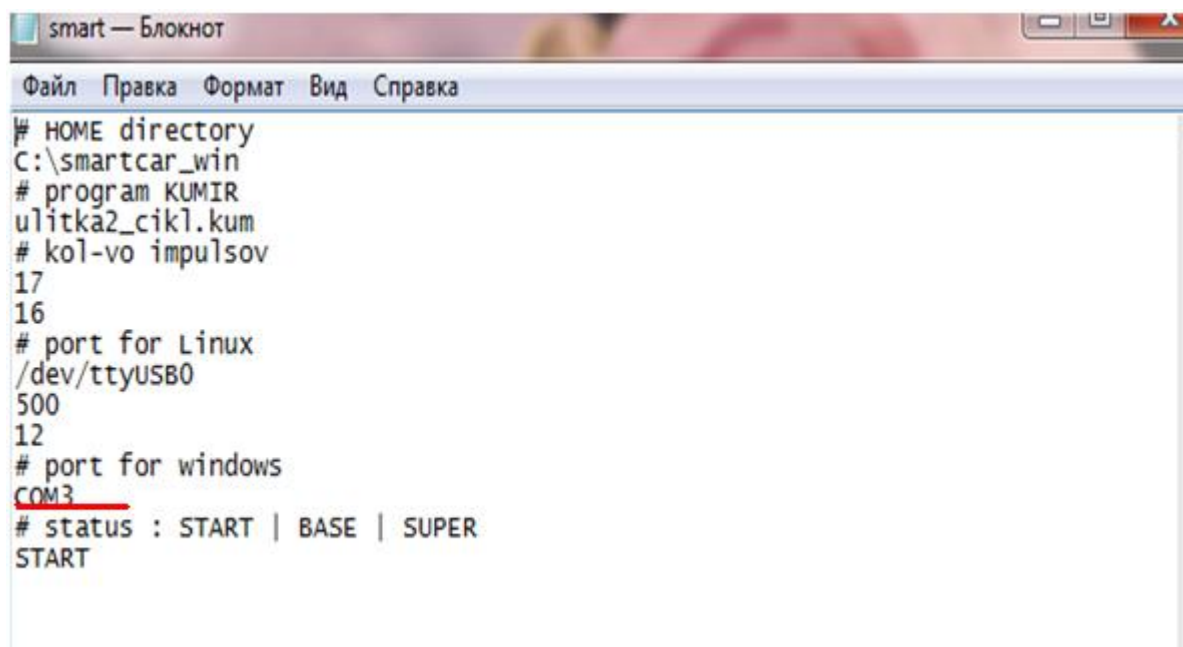 smart — Блокнот
Файл Правка Формат Вид Справка
# HOME directory
C:\smartcar_win
# program KUMIR
ulitka2_cikl.kum
# kol-vo impulsov
17
16
# port for Linux
/dev/ttyUSB0
500
12
# port for windows
COM3
# status : START | BASE | SUPER
START